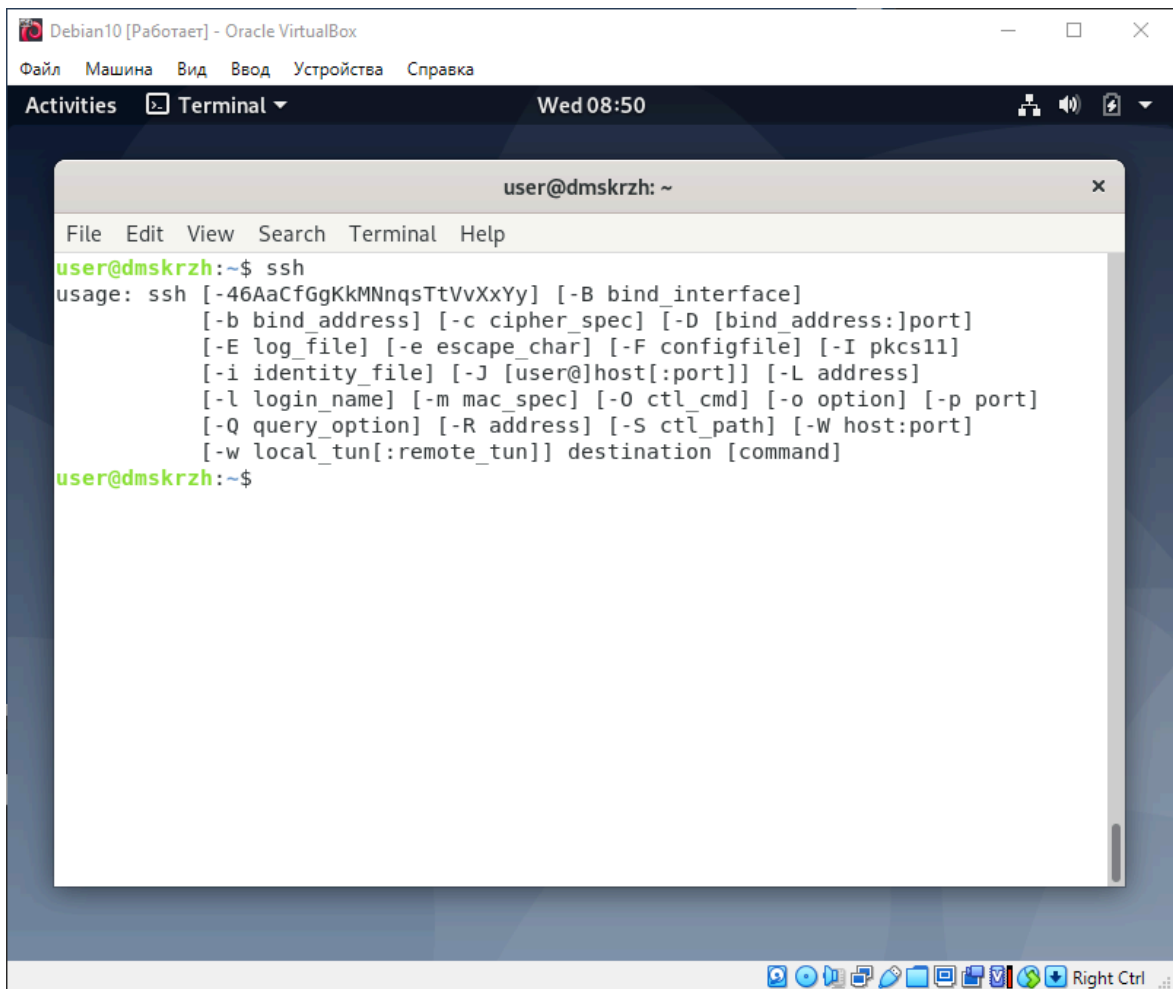 Debian10 [Работает] - Oracle VirtualBox
Файл Машина Вид Ввод Устройства Справка
Activities Terminal Wed 08:50
user@dmskrzh: ~
File Edit View Search Terminal Help
user@dmskrzh:~$ ssh
usage: ssh [-46AaCfGgKkMNnqsTtVvXxYy] [-B bind_interface]
           [-b bind_address] [-c cipher_spec] [-D [bind_address:]port]
           [-E log_file] [-e escape_char] [-F configfile] [-I pkcs11]
           [-i identity_file] [-J [user@]host[:port]] [-L address]
           [-l login_name] [-m mac_spec] [-O ctl_cmd] [-o option] [-p port]
           [-Q query_option] [-R address] [-S ctl_path] [-W host:port]
           [-w local_tun[:remote_tun]] destination [command]
user@dmskrzh:~$
Right Ctrl